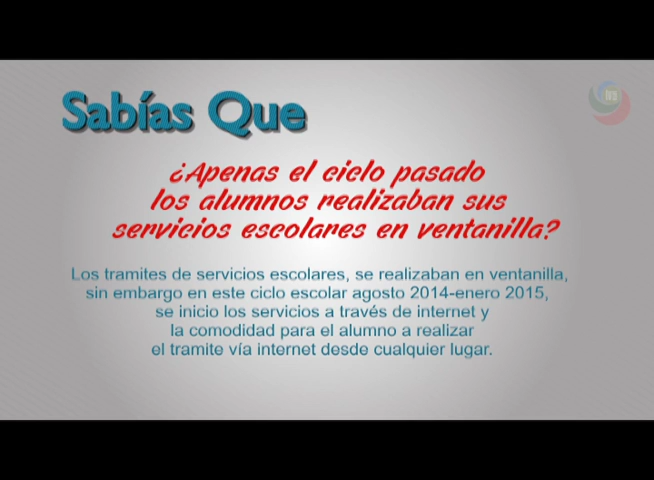 Sabías Que
¿Apenas el ciclo pasado
los alumnos realizaban sus
servicios escolares en ventanilla?
Los tramites de servicios escolares, se realizaban en ventanilla,
sin embargo en este ciclo escolar agosto 2014-enero 2015,
se inicio los servicios a través de internet y
la comodidad para el alumno a realizar
el tramite vía internet desde cualquier lugar.